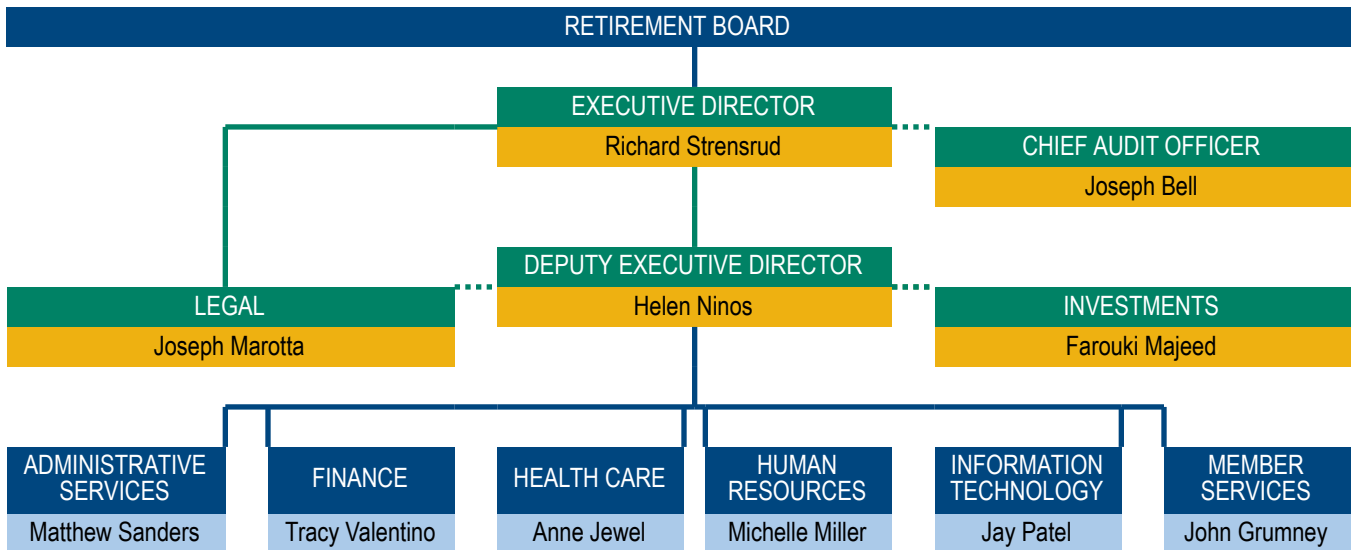 RETIREMENT BOARD
EXECUTIVE DIRECTOR
Richard Strensrud
CHIEF AUDIT OFFICER
Joseph Bell
DEPUTY EXECUTIVE DIRECTOR
Helen Ninos
LEGAL
Joseph Marotta
INVESTMENTS
Farouki Majeed
ADMINISTRATIVE
SERVICES
Matthew Sanders
FINANCE
Tracy Valentino
HEALTH CARE
Anne Jewel
HUMAN
RESOURCES
Michelle Miller
INFORMATION
TECHNOLOGY
Jay Patel
MEMBER
SERVICES
John Grumney